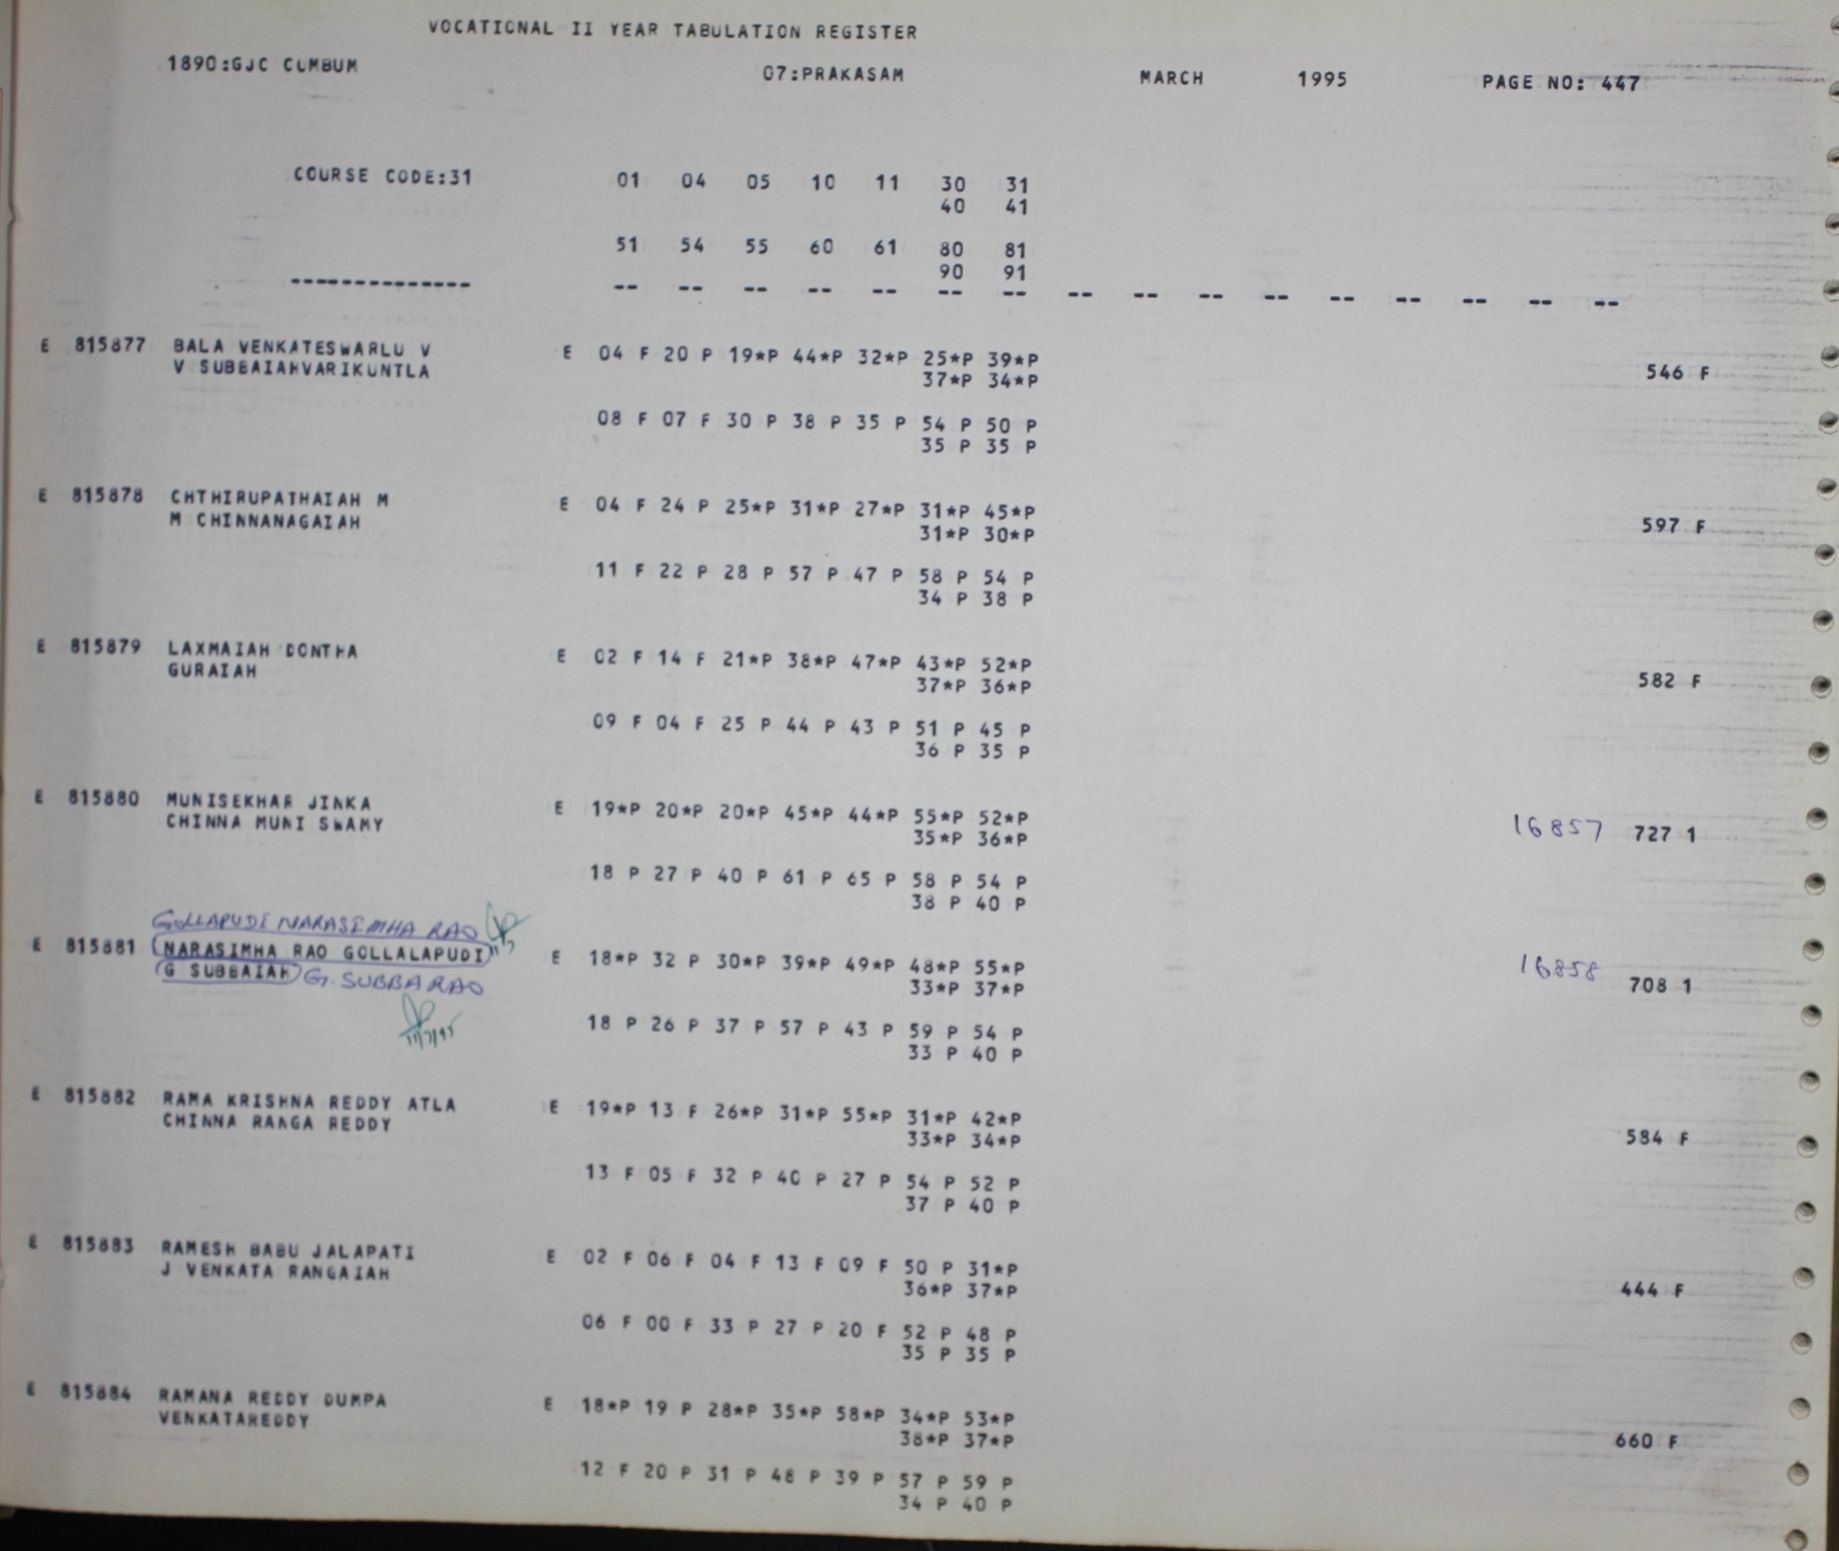 VOCATIONAL II YEAR TABULATION REGISTER
1890:GJC CUMBUM 07:PRAKASAM MARCH 1995 PAGE NO: 447
COURSE CODE:31 01 04 05 10 11 30 31
40 41
51 54 55 60 61 80 81
90 91
-------------- -- -- -- -- -- -- -- -- -- -- -- -- -- -- -- --
E 815877 BALA VENKATESWARLU V E 04 F 20 P 19*P 44*P 32*P 25*P 39*P
V SUBBAIAHVARIKUNTLA 37*P 34*P 546 F
08 F 07 F 30 P 38 P 35 P 54 P 50 P
35 P 35 P
E 815878 CHTHIRUPATHAIAH M E 04 F 24 P 25*P 31*P 27*P 31*P 45*P
M CHINNANAGAIAH 31*P 30*P 597 F
11 F 22 P 28 P 57 P 47 P 58 P 54 P
34 P 38 P
E 815879 LAXMAIAH DONTHA E 02 F 14 F 21*P 38*P 47*P 43*P 52*P
GURAIAH 37*P 36*P 582 F
09 F 04 F 25 P 44 P 43 P 51 P 45 P
36 P 35 P
E 815880 MUNISEKHAR JINKA E 19*P 20*P 20*P 45*P 44*P 55*P 52*P
CHINNA MUNI SWAMY 35*P 36*P 16857 727 1
18 P 27 P 40 P 61 P 65 P 58 P 54 P
38 P 40 P
GOLLAPUDI NARASIMHA RAO
E 815881 NARASIMHA RAO GOLLALAPUDI E 18*P 32 P 30*P 39*P 49*P 48*P 55*P
G SUBBAIAH G. SUBBA RAO 33*P 37*P 16858 708 1
18 P 26 P 37 P 57 P 43 P 59 P 54 P
33 P 40 P
E 815882 RAMA KRISHNA REDDY ATLA E 19*P 13 F 26*P 31*P 55*P 31*P 42*P
CHINNA RANGA REDDY 33*P 34*P 584 F
13 F 05 F 32 P 40 P 27 P 54 P 52 P
37 P 40 P
E 815883 RAMESH BABU JALAPATI E 02 F 06 F 04 F 13 F 09 F 50 P 31*P
J VENKATA RANGAIAH 36*P 37*P 444 F
06 F 00 F 33 P 27 P 20 F 52 P 48 P
35 P 35 P
E 815884 RAMANA REDDY DUMPA E 18*P 19 P 28*P 35*P 58*P 34*P 53*P
VENKATAREDDY 38*P 37*P 660 F
12 F 20 P 31 P 48 P 39 P 57 P 59 P
34 P 40 P